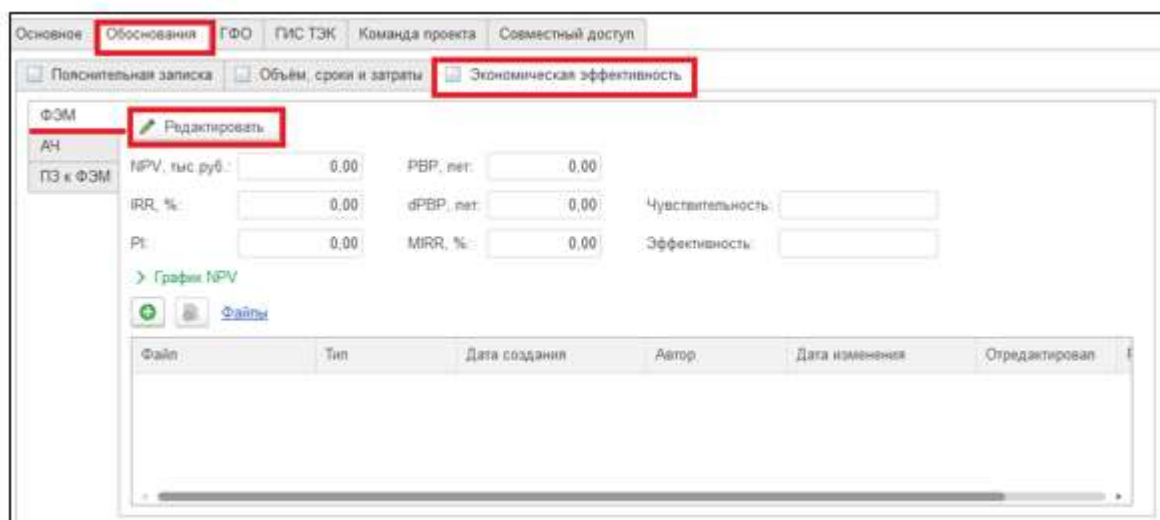 Основное Обоснования ГФО ГИС ТЭК Команда проекта Совместный доступ
Пояснительная записка Объём, сроки и затраты Экономическая эффективность
ФЭМ Редактировать
АЧ
ПЗ к ФЭМ
NPV, тыс.руб.: 0,00 PBP, лет: 0,00
IRR, %: 0,00 dPBP, лет: 0,00 Чувствительность:
PI: 0,00 MIRR, %: 0,00 Эффективность:
График NPV
Файлы
Файл Тип Дата создания Автор Дата изменения Отредактировал